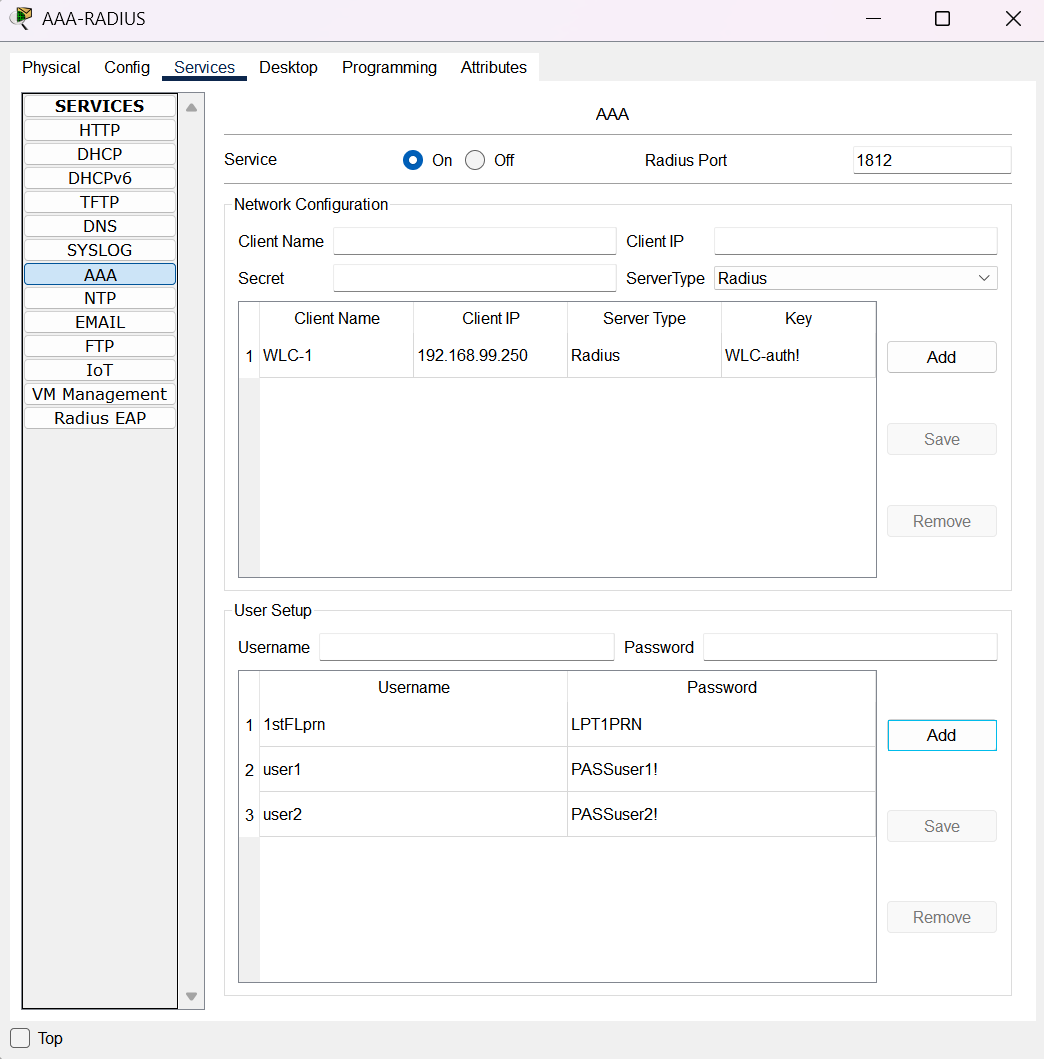 AAA-RADIUS
Physical Config Services Desktop Programming Attributes
SERVICES
HTTP
DHCP
DHCPv6
TFTP
DNS
SYSLOG
AAA
NTP
EMAIL
FTP
IoT
VM Management
Radius EAP
AAA
Service On Off Radius Port 1812
Network Configuration
Client Name Client IP
Secret ServerType Radius
Client Name Client IP Server Type Key
1 WLC-1 192.168.99.250 Radius WLC-auth!
Add
Save
Remove
User Setup
Username Password
Username Password
1 1stFLprn LPT1PRN
Add
2 user1 PASSuser1!
3 user2 PASSuser2!
Save
Remove
Top